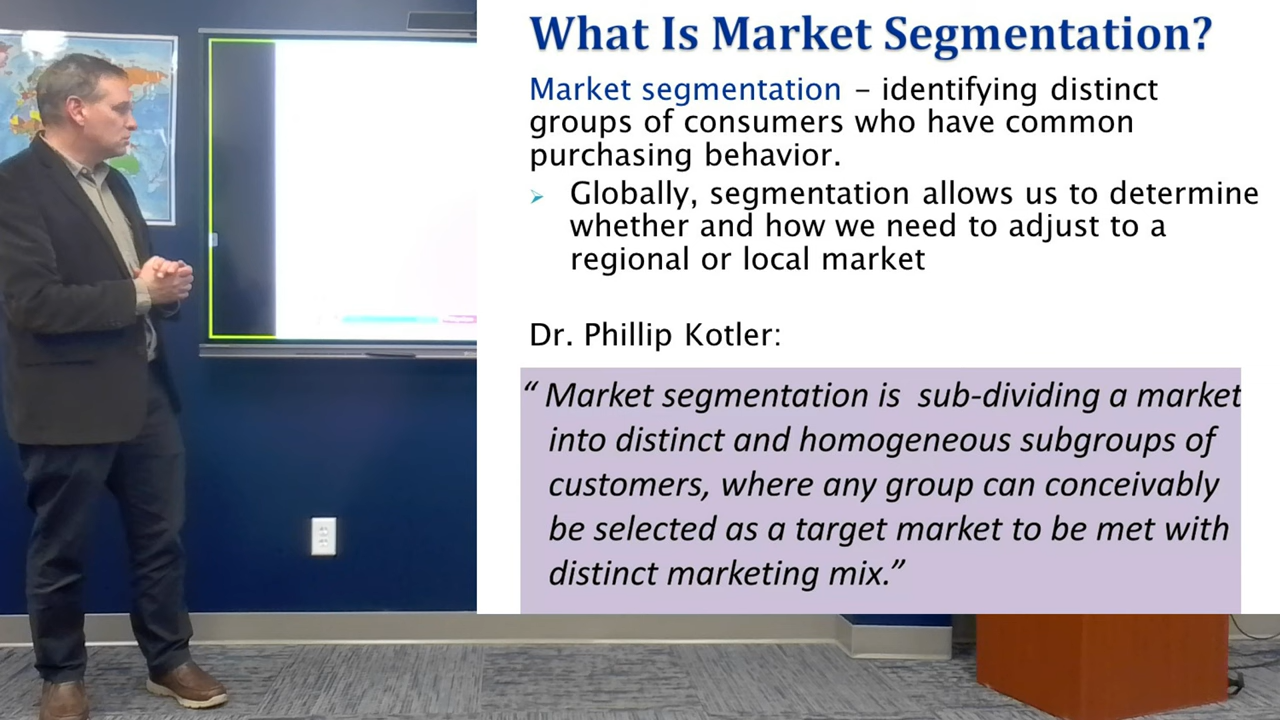 What Is Market Segmentation?
Market segmentation – identifying distinct
groups of consumers who have common
purchasing behavior.
Globally, segmentation allows us to determine
whether and how we need to adjust to a
regional or local market
Dr. Phillip Kotler:
“ Market segmentation is sub-dividing a market
into distinct and homogeneous subgroups of
customers, where any group can conceivably
be selected as a target market to be met with
distinct marketing mix.”